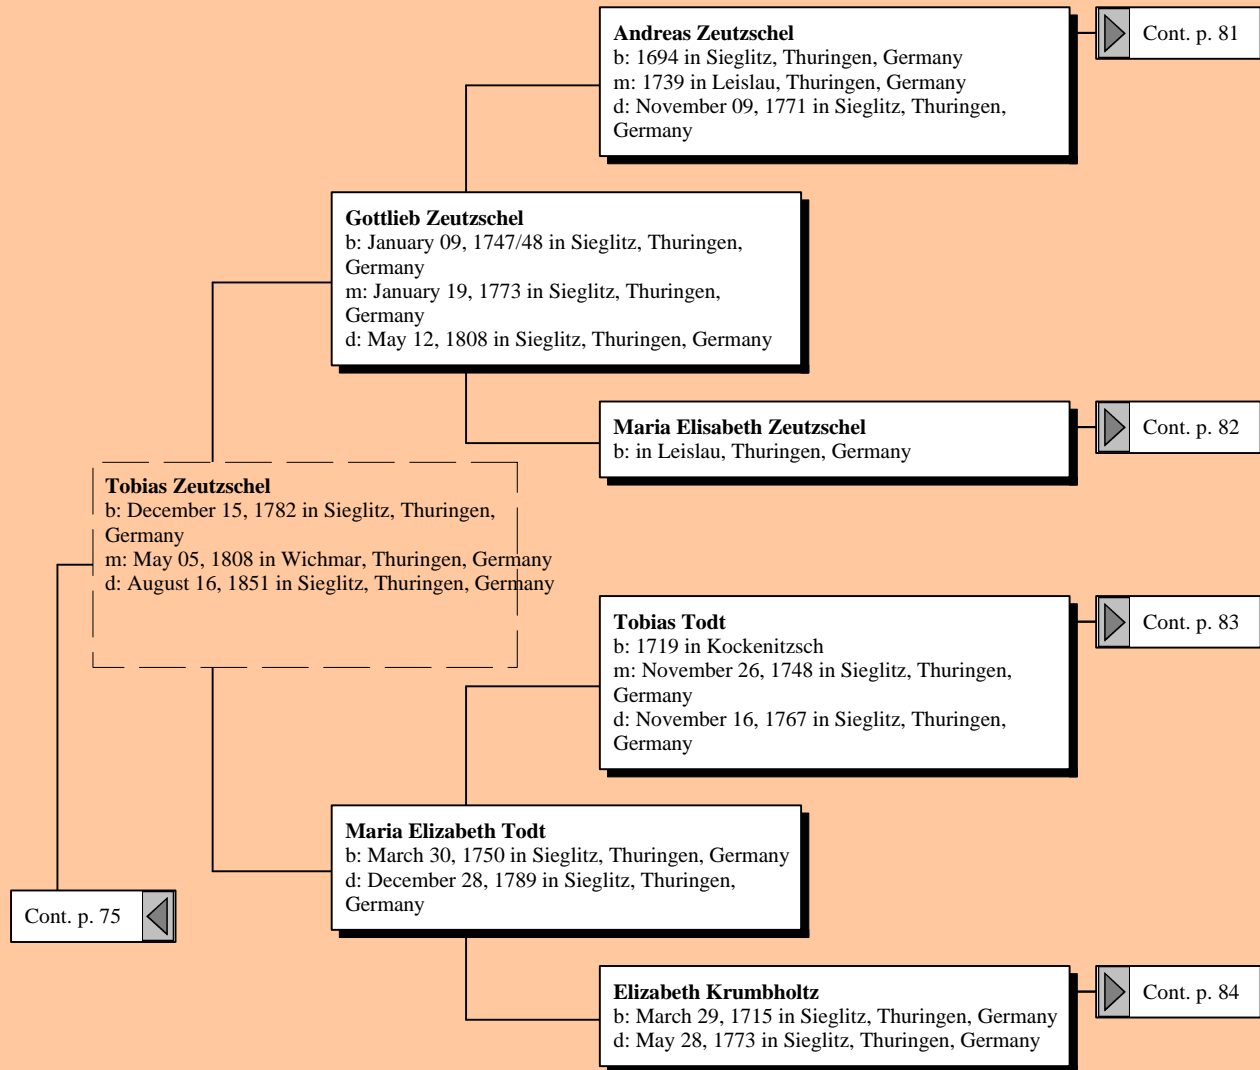 Andreas Zeutzschel
b: 1694 in Sieglitz, Thuringen, Germany
m: 1739 in Leislau, Thuringen, Germany
d: November 09, 1771 in Sieglitz, Thuringen,
Germany
Cont. p. 81
Gottlieb Zeutzschel
b: January 09, 1747/48 in Sieglitz, Thuringen,
Germany
m: January 19, 1773 in Sieglitz, Thuringen,
Germany
d: May 12, 1808 in Sieglitz, Thuringen, Germany
Maria Elisabeth Zeutzschel
b: in Leislau, Thuringen, Germany
Cont. p. 82
Tobias Zeutzschel
b: December 15, 1782 in Sieglitz, Thuringen,
Germany
m: May 05, 1808 in Wichmar, Thuringen, Germany
d: August 16, 1851 in Sieglitz, Thuringen, Germany
Tobias Todt
b: 1719 in Kockenitzsch
m: November 26, 1748 in Sieglitz, Thuringen,
Germany
d: November 16, 1767 in Sieglitz, Thuringen,
Germany
Cont. p. 83
Maria Elizabeth Todt
b: March 30, 1750 in Sieglitz, Thuringen, Germany
d: December 28, 1789 in Sieglitz, Thuringen,
Germany
Cont. p. 75
Elizabeth Krumbholtz
b: March 29, 1715 in Sieglitz, Thuringen, Germany
d: May 28, 1773 in Sieglitz, Thuringen, Germany
Cont. p. 84